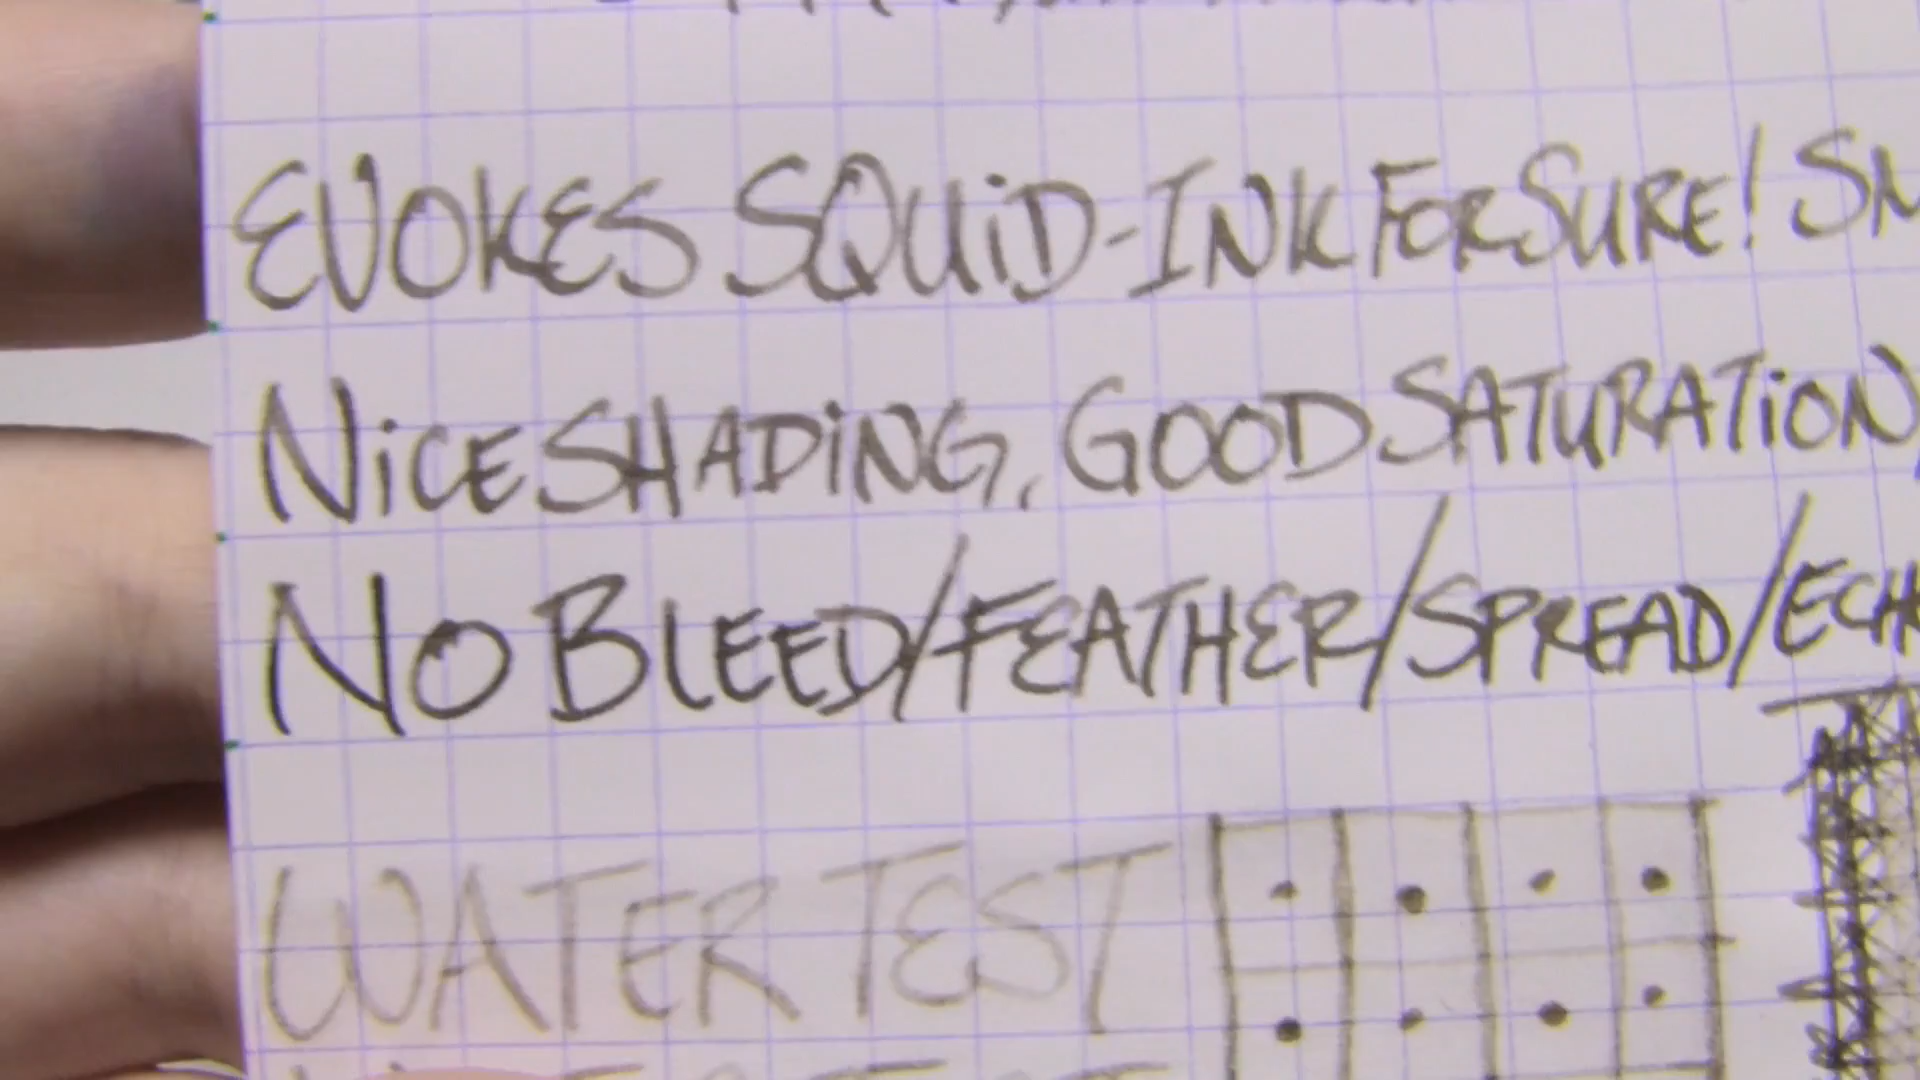 EVOKES SQUID-INK FOR SURE!
NICE SHADING, GOOD SATURATION,
NO BLEED/FEATHER/SPREAD/
WATER TEST